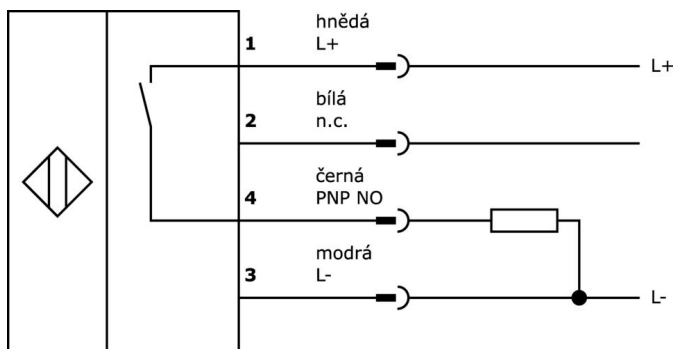 hnědá
1 L+
L+
bílá
2 n.c.
černá
4 PNP NO
modrá
3 L-
L-